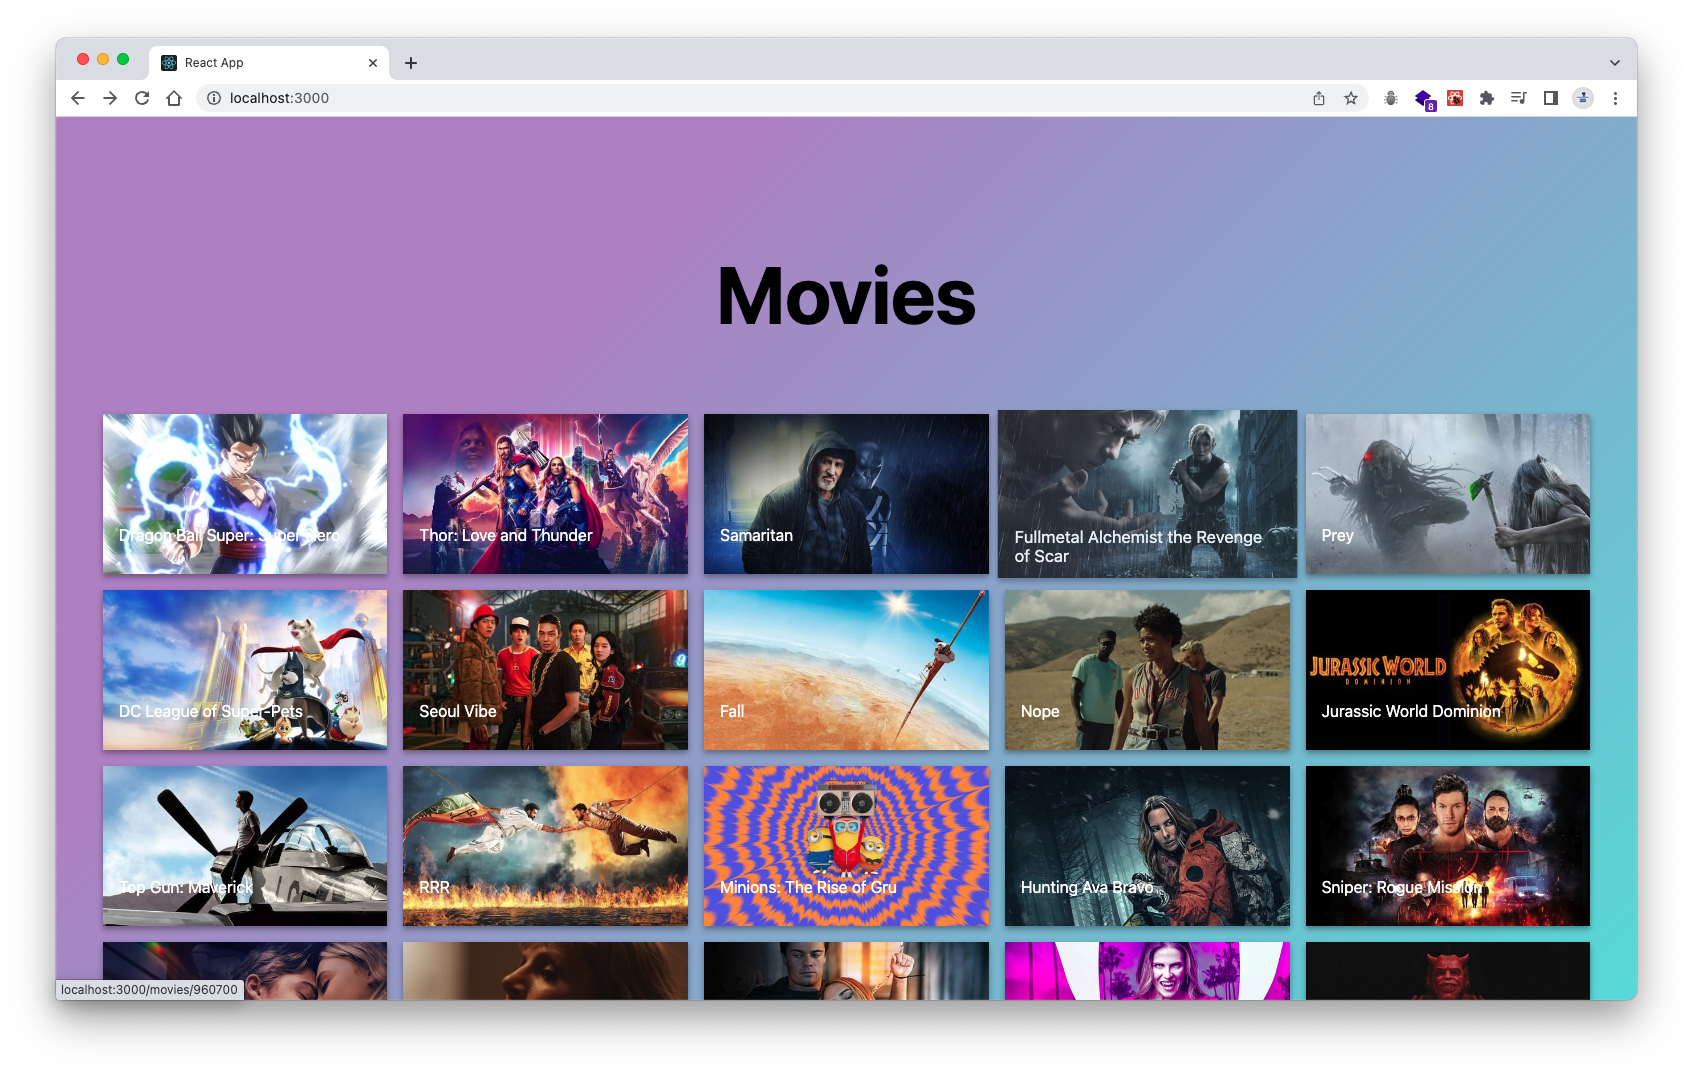 React App
localhost:3000
8
Movies
Dragon Ball Super: Super Hero
Thor: Love and Thunder
Samaritan
Fullmetal Alchemist the Revenge
of Scar
Prey
DC League of Super-Pets
Seoul Vibe
Fall
Nope
JURASSIC WORLD
DOMINION
Jurassic World Dominion
Top Gun: Maverick
RRR
Minions: The Rise of Gru
Hunting Ava Bravo
Sniper: Rogue Mission
localhost:3000/movies/960700